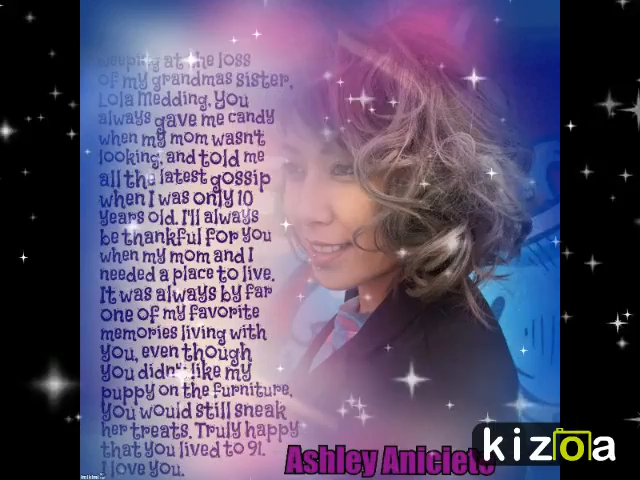 Weeping at the loss
of my grandmas sister,
Lola Medding. You
always gave me candy
when my mom wasn't
looking, and told me
all the latest gossip
when I was only 10
years old. I'll always
be thankful for you
when my mom and I
needed a place to live.
It was always by far
one of my favorite
memories living with
you, even though
you didn't like my
puppy on the furniture,
you would still sneak
her treats. Truly happy
that you lived to 91.
I love you.
Ashley Aniciete
kizoa